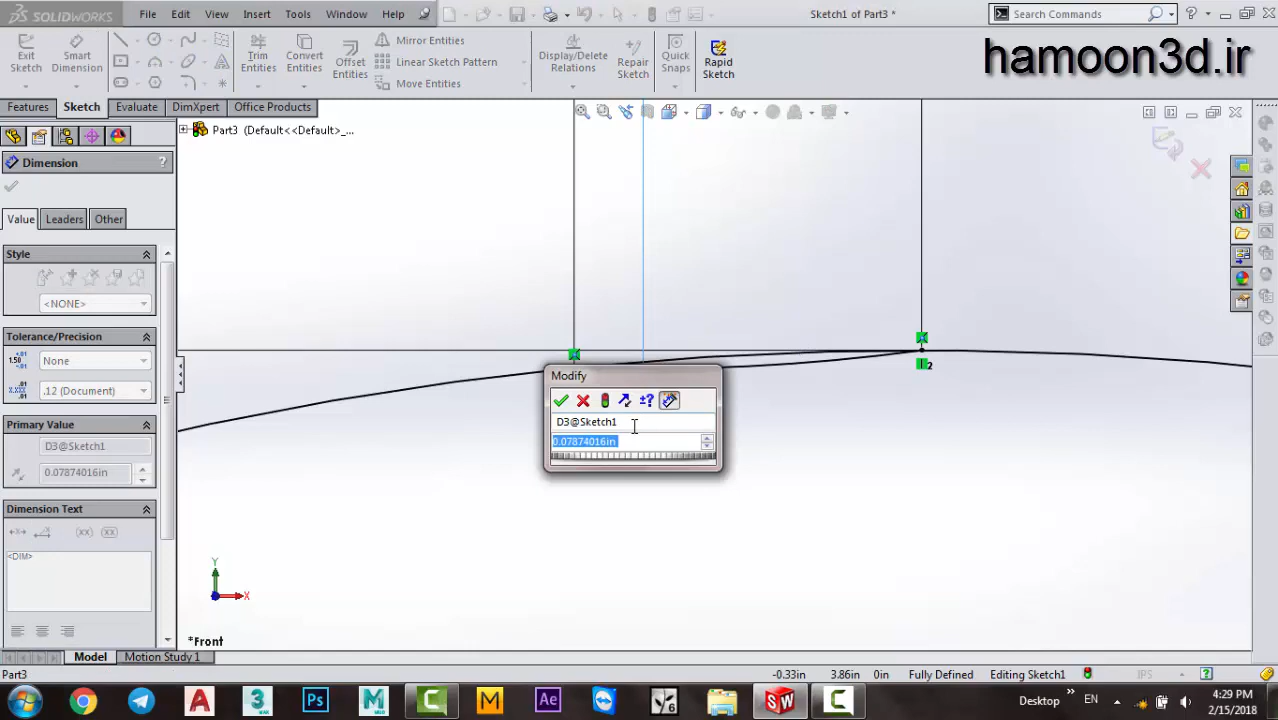 SOLIDWORKS File Edit View Insert Tools Window Help Sketch1 of Part3 * Search Commands
hamoon3d.ir
Exit Sketch
Smart Dimension
Trim Entities
Convert Entities
Offset Entities
Mirror Entities
Linear Sketch Pattern
Move Entities
Display/Delete Relations
Repair Sketch
Quick Snaps
Rapid Sketch
Features Sketch Evaluate DimXpert Office Products
Part3 (Default<<Default>_...
Dimension ?
Value Leaders Other
Style
<NONE>
Tolerance/Precision
None
.12 (Document)
Primary Value
D3@Sketch1
0.07874016in
Dimension Text
<DIM>
Modify
D3@Sketch1
0.07874016in
2
Y
X
*Front
Model Motion Study 1
Part3 -0.33in 3.86in 0in Fully Defined Editing Sketch1 IPS
Desktop EN 4:29 PM
2/15/2018